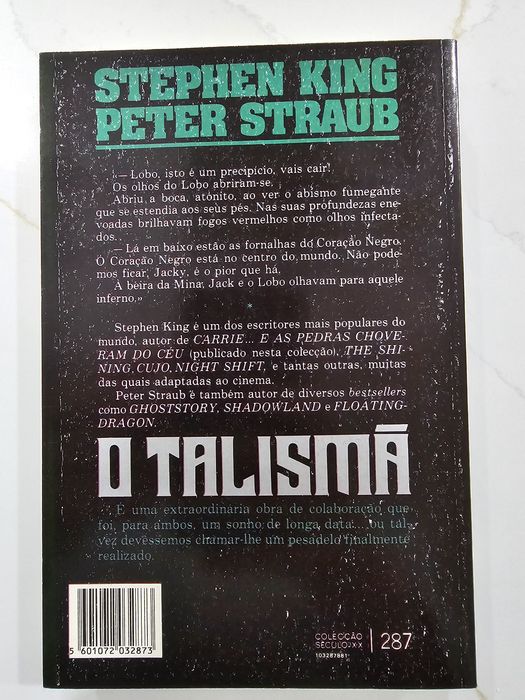 STEPHEN KING
PETER STRAUB
«— Lobo, isto é um precipício, vais cair!
Os olhos do Lobo abriram-se.
Abriu a boca, atónito, ao ver o abismo fumegante
que se estendia aos seus pés. Nas suas profundezas ene-
voadas brilhavam fogos vermelhos como olhos infecta-
dos.
— Lá em baixo estão as fornalhas do Coração Negro.
O Coração Negro está no centro do mundo. Não pode-
mos ficar, Jacky, é o pior que há.
À beira da Mina, Jack e o Lobo olhavam para aquele
inferno.»
*
Stephen King é um dos escritores mais populares do
mundo, autor de CARRIE... E AS PEDRAS CHOVE-
RAM DO CÉU (publicado nesta colecção), THE SHI-
NING, CUJO, NIGHT SHIFT, e tantas outras, muitas
das quais adaptadas ao cinema.
Peter Straub é também autor de diversos bestsellers
como GHOSTSTORY, SHADOWLAND e FLOATING-
DRAGON.
O TALISMÃ
É uma extraordinária obra de colaboração que
foi, para ambos, um sonho de longa data... ou tal-
vez devêssemos chamar-lhe um pesadelo finalmente
realizado.
5 601072 032873
COLECÇÃO
SÉCULO XX
287
103287881